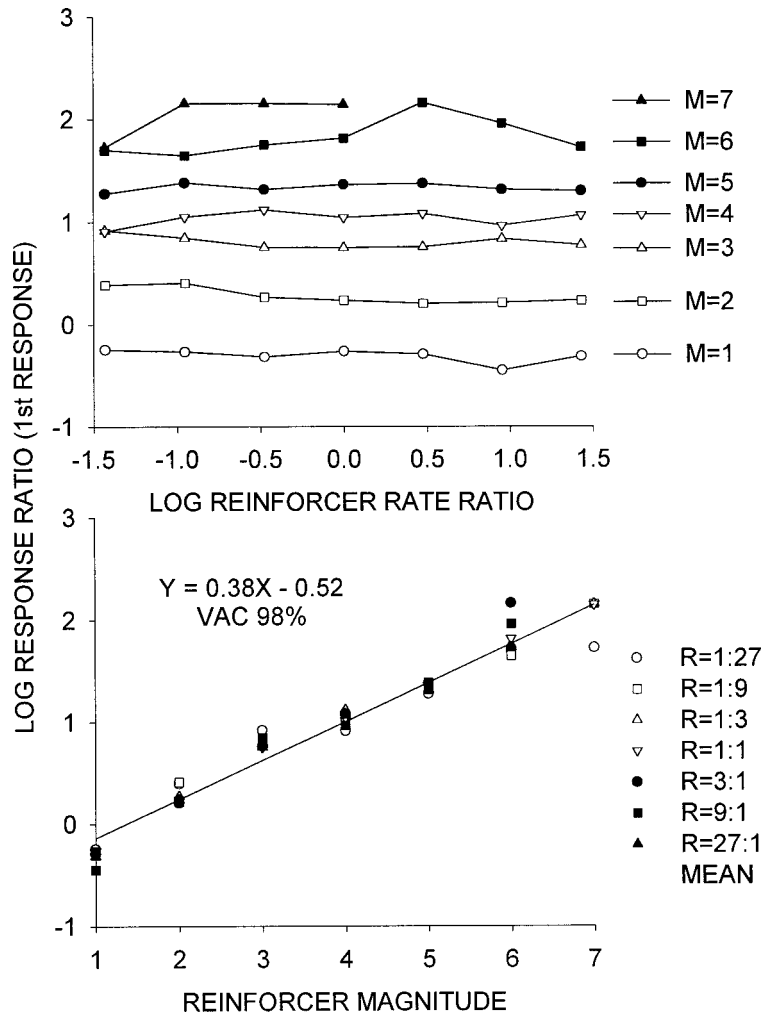 LOG RESPONSE RATIO (1st RESPONSE)
3
2
1
0
-1
-1.5 -1.0 -0.5 0.0 0.5 1.0 1.5
LOG REINFORCER RATE RATIO
M=7
M=6
M=5
M=4
M=3
M=2
M=1
3
2
1
0
-1
Y = 0.38X - 0.52
VAC 98%
1 2 3 4 5 6 7
REINFORCER MAGNITUDE
R=1:27
R=1:9
R=1:3
R=1:1
R=3:1
R=9:1
R=27:1
MEAN